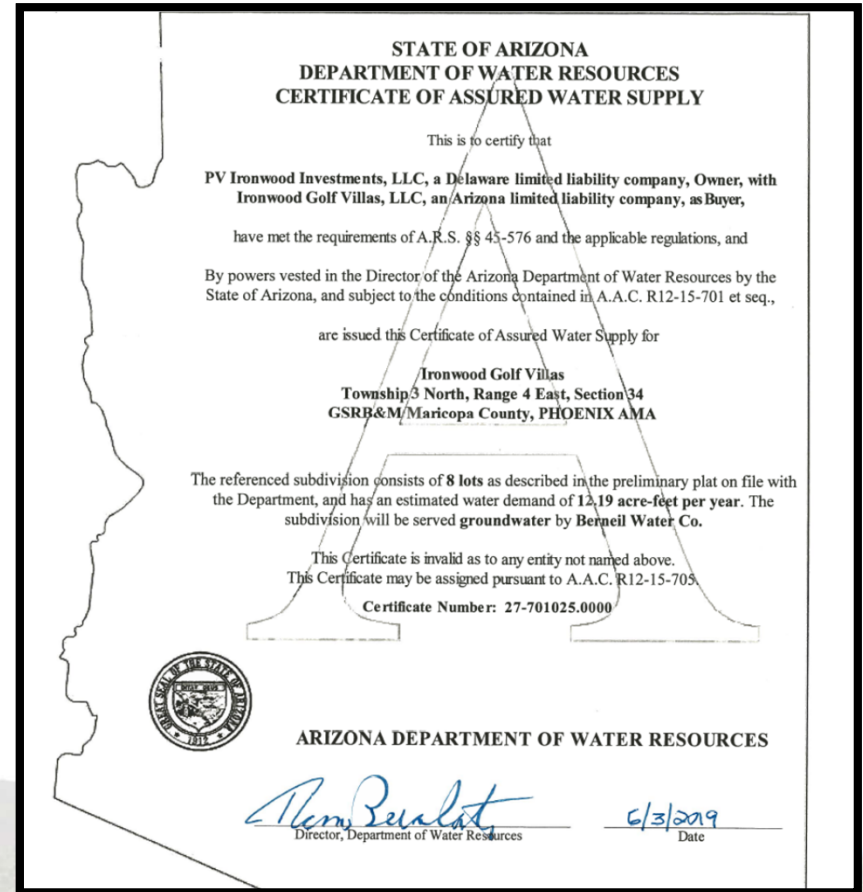 STATE OF ARIZONA
DEPARTMENT OF WATER RESOURCES
CERTIFICATE OF ASSURED WATER SUPPLY
This is to certify that
PV Ironwood Investments, LLC, a Delaware limited liability company, Owner, with
Ironwood Golf Villas, LLC, an Arizona limited liability company, as Buyer,
have met the requirements of A.R.S. §§ 45-576 and the applicable regulations, and
By powers vested in the Director of the Arizona Department of Water Resources by the
State of Arizona, and subject to the conditions contained in A.A.C. R12-15-701 et seq.,
are issued this Certificate of Assured Water Supply for
Ironwood Golf Villas
Township 3 North, Range 4 East, Section 34
GSRB&M Maricopa County, PHOENIX AMA
The referenced subdivision consists of 8 lots as described in the preliminary plat on file with
the Department, and has an estimated water demand of 12.19 acre-feet per year. The
subdivision will be served groundwater by Berneil Water Co.
This Certificate is invalid as to any entity not named above.
This Certificate may be assigned pursuant to A.A.C. R12-15-705.
Certificate Number: 27-701025.0000
GREAT SEAL OF THE STATE OF ARIZONA
1912
ARIZONA DEPARTMENT OF WATER RESOURCES
6/3/2019
Director, Department of Water Resources
Date